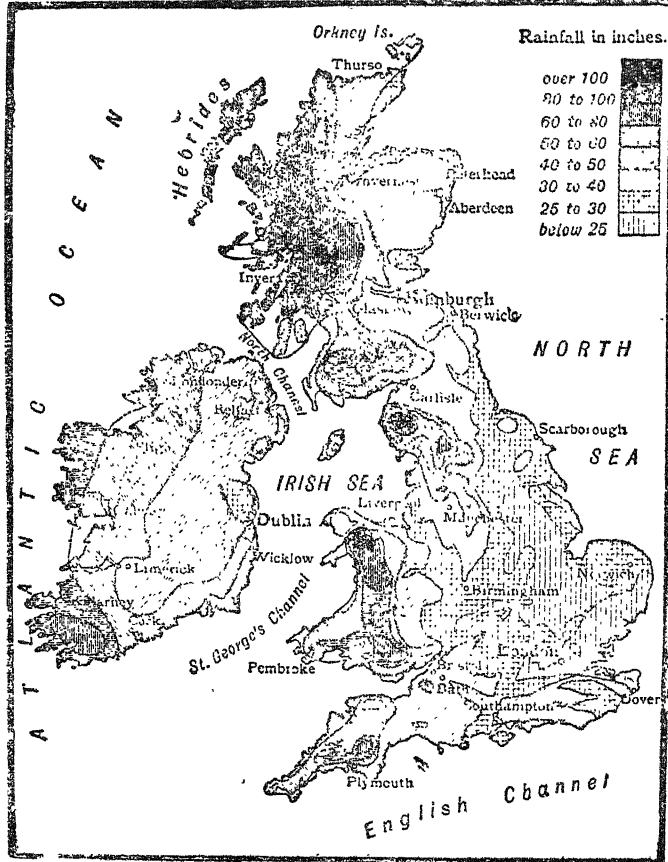 Orkney Is.
Thurso
Rainfall in inches.
over 100
80 to 100
60 to 80
50 to 60
40 to 50
30 to 40
25 to 30
below 25
Hebrides
Aberdeen
OCEAN
Edinburgh
Berwick
NORTH
SEA
North Channel
Carlisle
Scarborough
Belfast
IRISH SEA
Dublin
Manchester
Wicklow
Limerick
Birmingham
Norwich
St. George's Channel
London
Pembroke
Bath
Southampton
Dover
ATLANTIC
Plymouth
English Channel